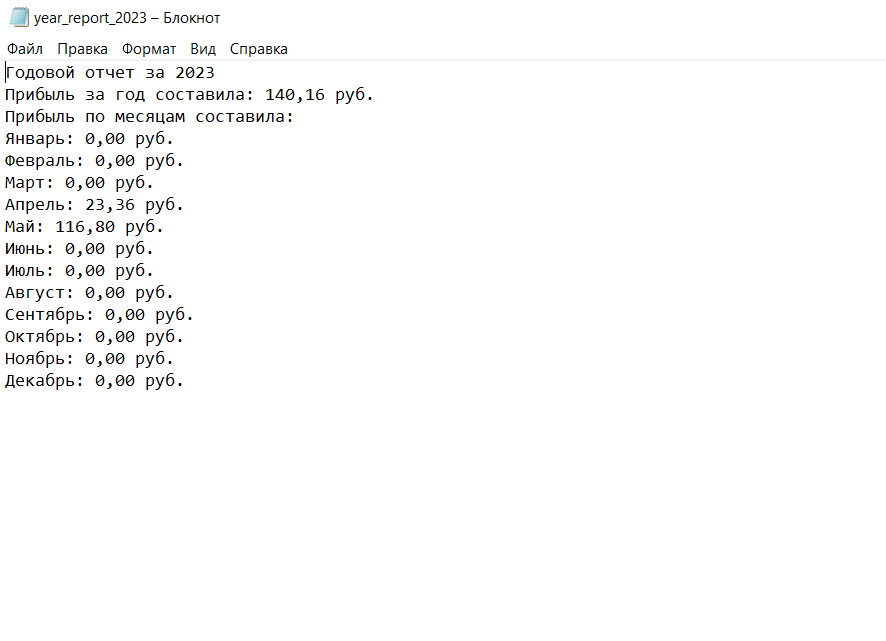 year_report_2023 – Блокнот
Файл Правка Формат Вид Справка
Годовой отчет за 2023
Прибыль за год составила: 140,16 руб.
Прибыль по месяцам составила:
Январь: 0,00 руб.
Февраль: 0,00 руб.
Март: 0,00 руб.
Апрель: 23,36 руб.
Май: 116,80 руб.
Июнь: 0,00 руб.
Июль: 0,00 руб.
Август: 0,00 руб.
Сентябрь: 0,00 руб.
Октябрь: 0,00 руб.
Ноябрь: 0,00 руб.
Декабрь: 0,00 руб.